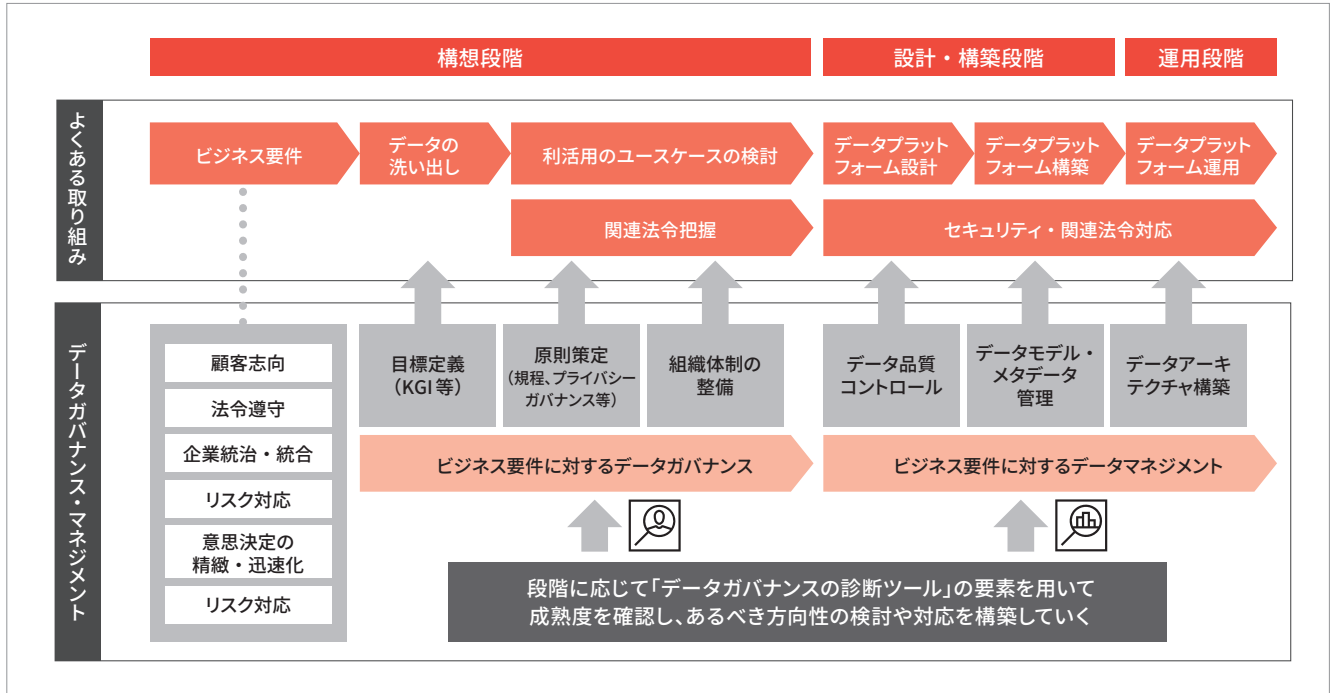 構想段階
設計・構築段階
運用段階
よくある取り組み
ビジネス要件
データの
洗い出し
利活用のユースケースの検討
データプラット
フォーム設計
データプラット
フォーム構築
データプラット
フォーム運用
関連法令把握
セキュリティ・関連法令対応
データガバナンス・マネジメント
顧客志向
法令遵守
企業統治・統合
リスク対応
意思決定の
精緻・迅速化
リスク対応
目標定義
（KGI等）
原則策定
（規程、プライバシー
ガバナンス等）
組織体制の
整備
データ品質
コントロール
データモデル・
メタデータ
管理
データアーキ
テクチャ構築
ビジネス要件に対するデータガバナンス
ビジネス要件に対するデータマネジメント
段階に応じて「データガバナンスの診断ツール」の要素を用いて
成熟度を確認し、あるべき方向性の検討や対応を構築していく